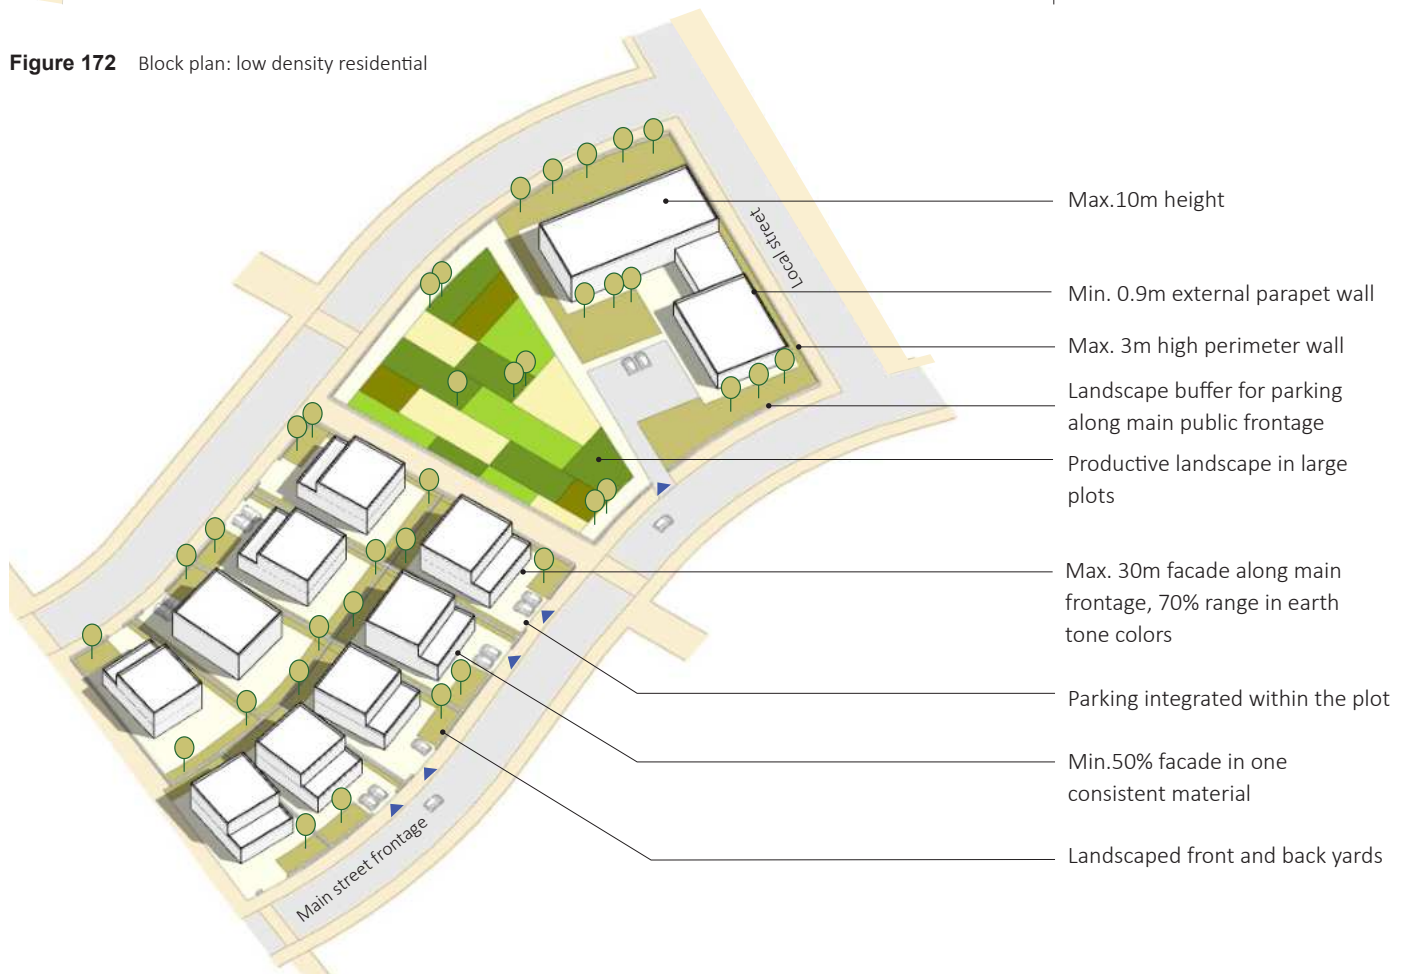 Figure 172 Block plan: low density residential
Local street
Max.10m height
Min. 0.9m external parapet wall
Max. 3m high perimeter wall
Landscape buffer for parking
along main public frontage
Productive landscape in large
plots
Max. 30m facade along main
frontage, 70% range in earth
tone colors
Parking integrated within the plot
Min.50% facade in one
consistent material
Landscaped front and back yards
Main street frontage